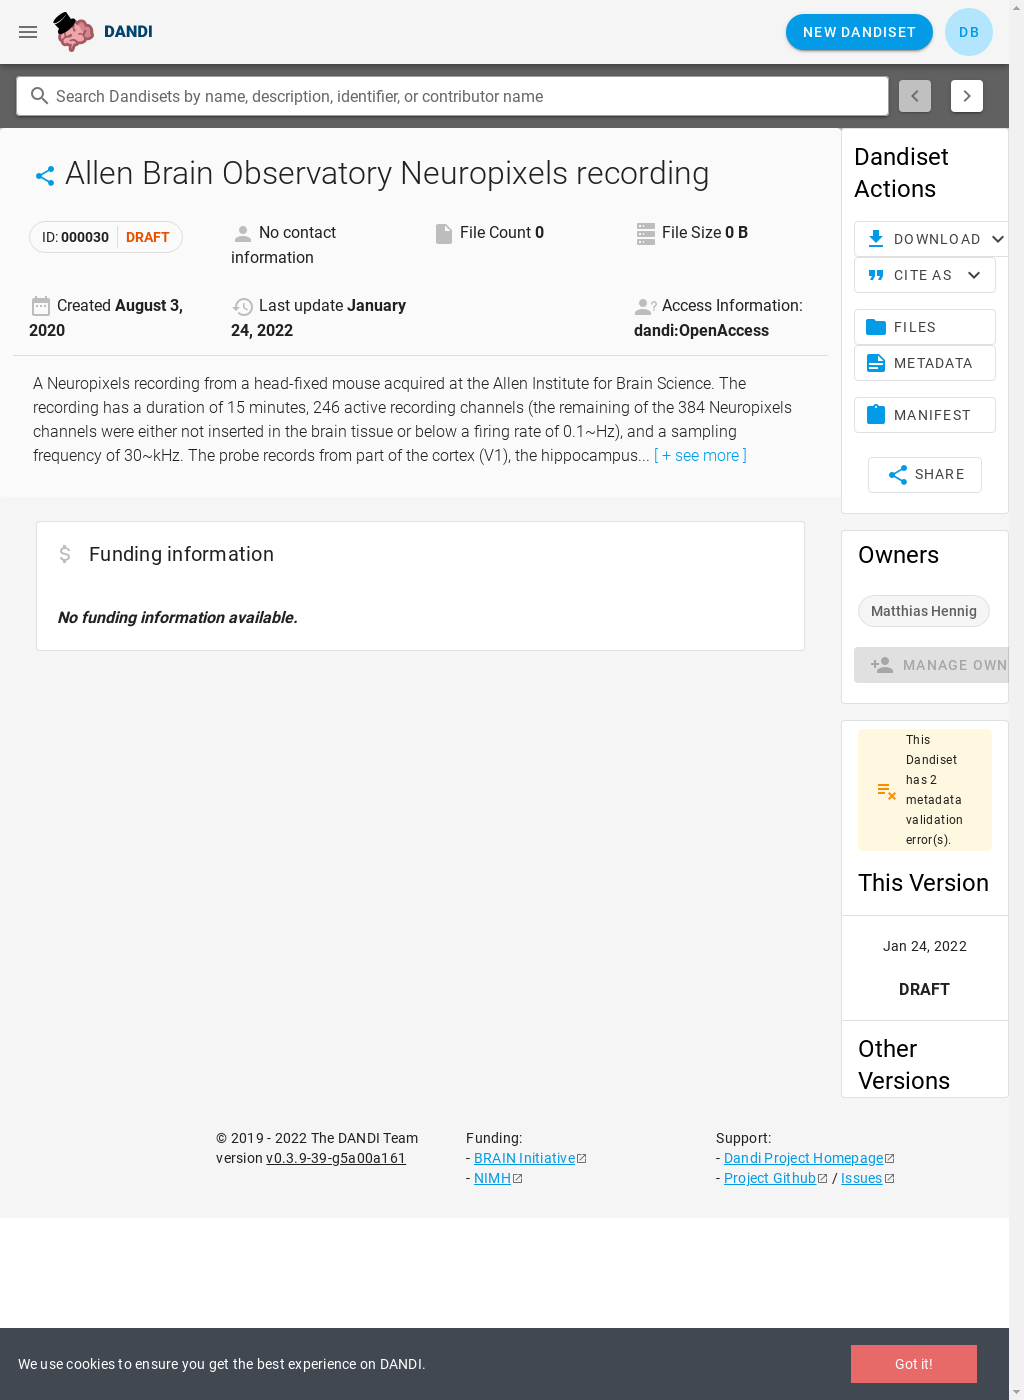 DANDI
NEW DANDISET
DB
Search Dandisets by name, description, identifier, or contributor name
Allen Brain Observatory Neuropixels recording
ID: 000030 DRAFT
No contact
information
File Count 0
File Size 0 B
Created August 3,
2020
Last update January
24, 2022
Access Information:
dandi:OpenAccess
A Neuropixels recording from a head-fixed mouse acquired at the Allen Institute for Brain Science. The
recording has a duration of 15 minutes, 246 active recording channels (the remaining of the 384 Neuropixels
channels were either not inserted in the brain tissue or below a firing rate of 0.1~Hz), and a sampling
frequency of 30~kHz. The probe records from part of the cortex (V1), the hippocampus... [ + see more ]
Funding information
No funding information available.
Dandiset
Actions
DOWNLOAD
CITE AS
FILES
METADATA
MANIFEST
SHARE
Owners
Matthias Hennig
MANAGE OWN
This
Dandiset
has 2
metadata
validation
error(s).
This Version
Jan 24, 2022
DRAFT
Other
Versions
© 2019 - 2022 The DANDI Team
version v0.3.9-39-g5a00a161
Funding:
- BRAIN Initiative
- NIMH
Support:
- Dandi Project Homepage
- Project Github / Issues
We use cookies to ensure you get the best experience on DANDI.
Got it!